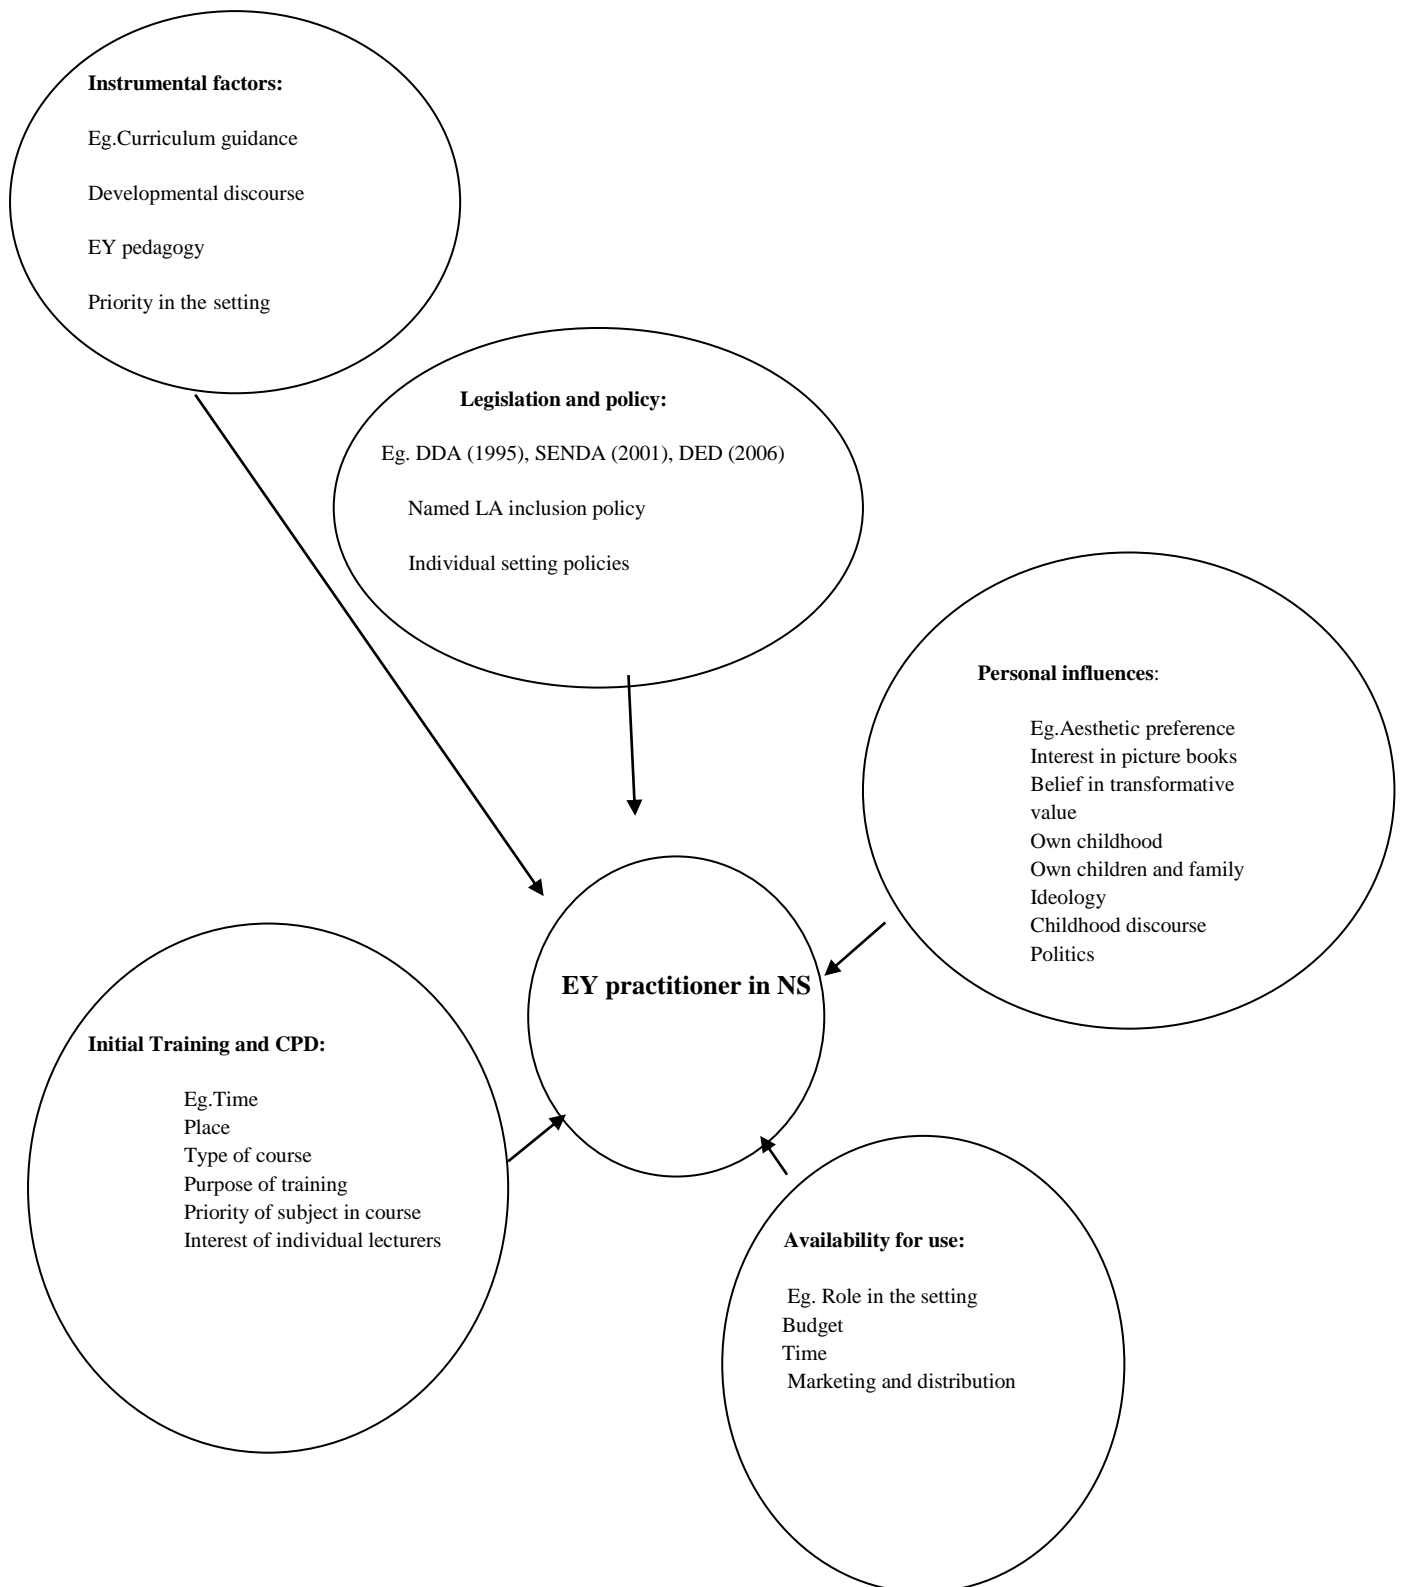 Instrumental factors:
Eg.Curriculum guidance
Developmental discourse
EY pedagogy
Priority in the setting
Legislation and policy:
Eg. DDA (1995), SENDA (2001), DED (2006)
Named LA inclusion policy
Individual setting policies
Personal influences:
Eg.Aesthetic preference
Interest in picture books
Belief in transformative
value
Own childhood
Own children and family
Ideology
Childhood discourse
Politics
EY practitioner in NS
Initial Training and CPD:
Eg.Time
Place
Type of course
Purpose of training
Priority of subject in course
Interest of individual lecturers
Availability for use:
Eg. Role in the setting
Budget
Time
Marketing and distribution